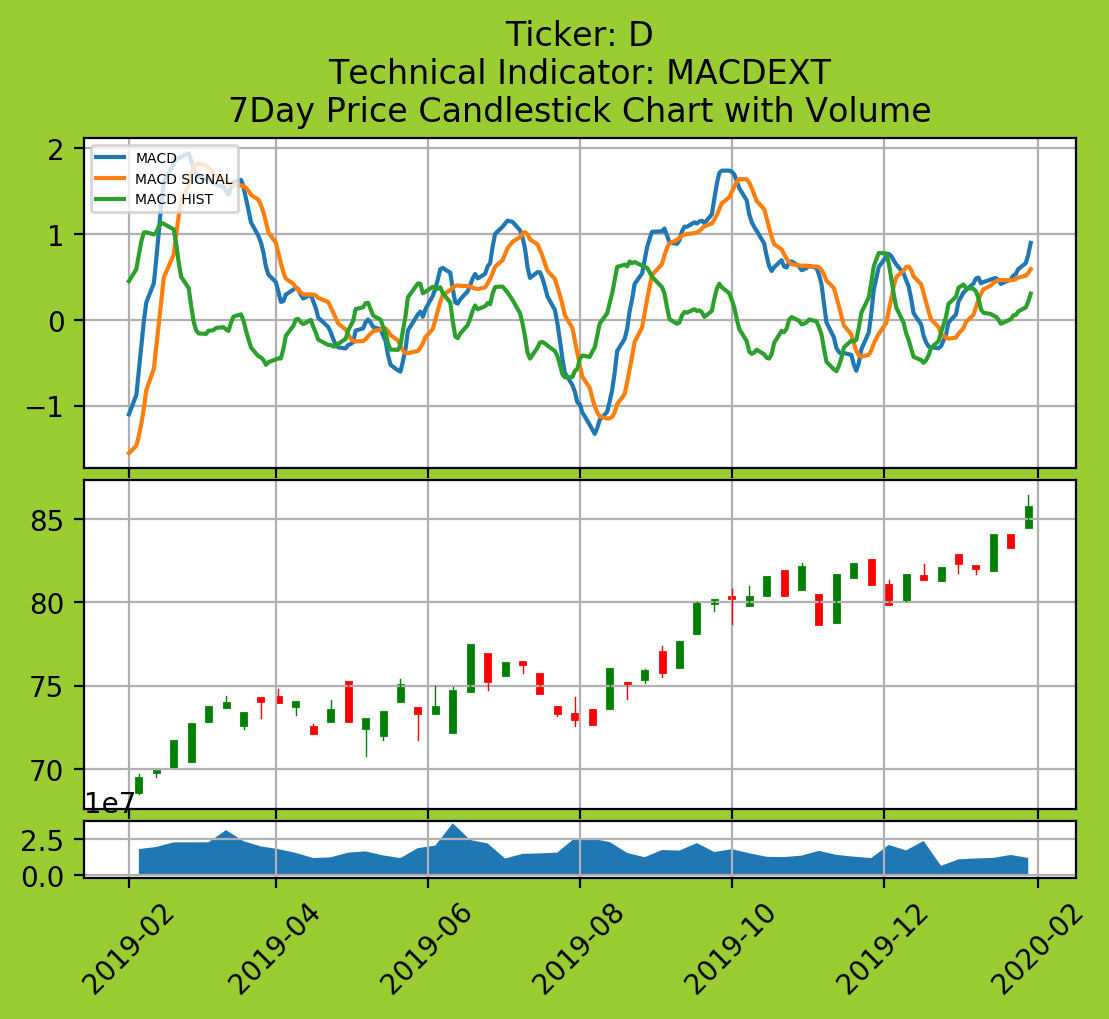 Ticker: D
Technical Indicator: MACDEXT
7Day Price Candlestick Chart with Volume
MACD
MACD SIGNAL
MACD HIST
2
1
0
−1
85
80
75
70
1e7
2.5
0.0
2019-02
2019-04
2019-06
2019-08
2019-10
2019-12
2020-02